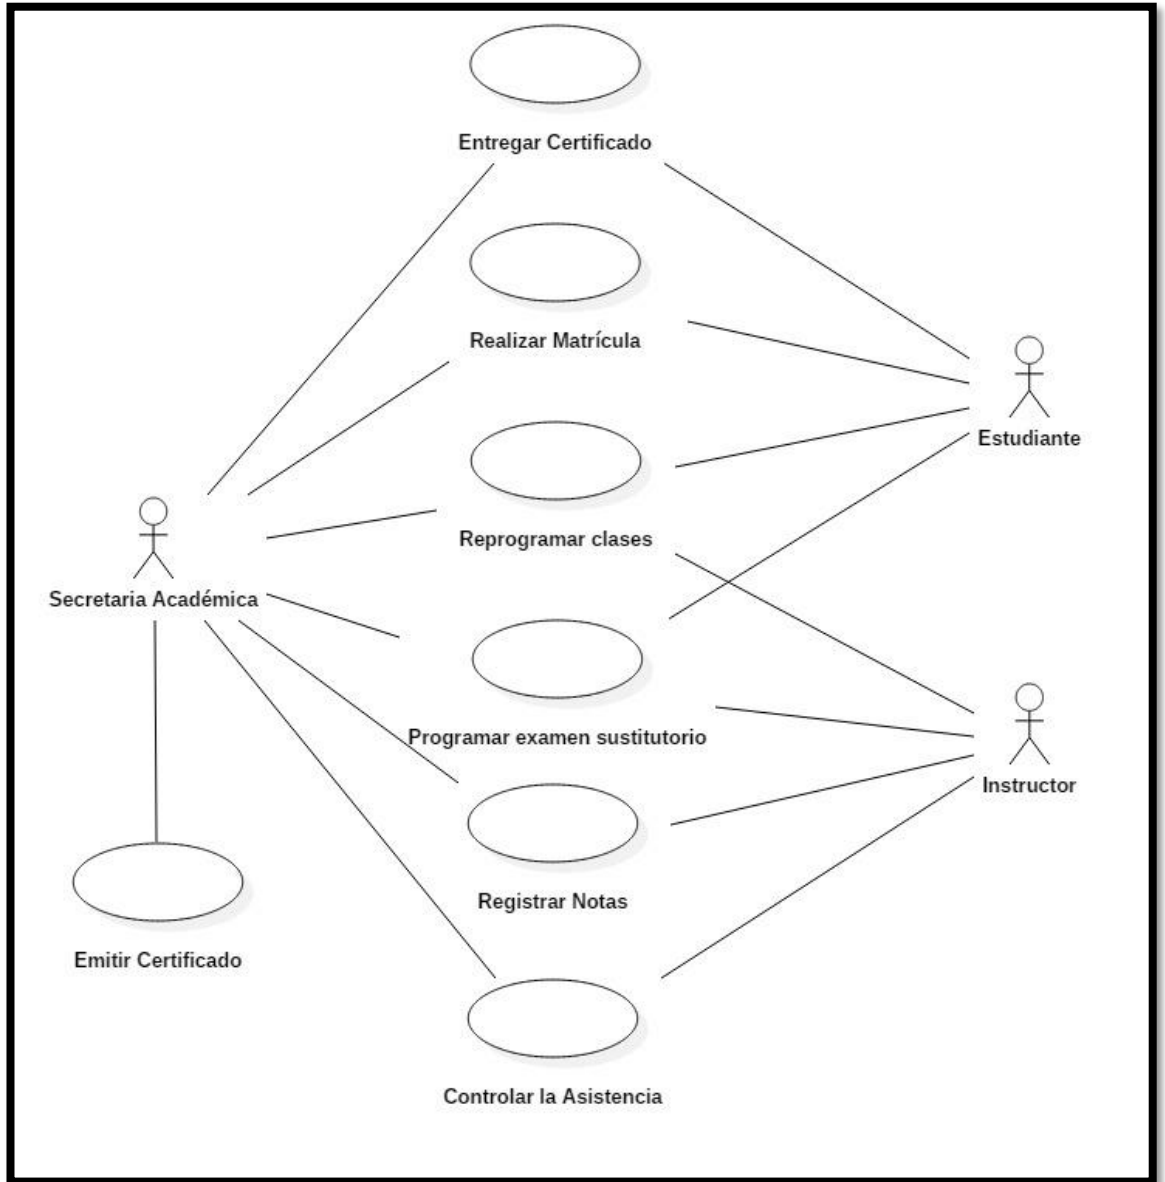 Entregar Certificado
Realizar Matrícula
Estudiante
Reprogramar clases
Secretaria Académica
Programar examen sustitutorio
Instructor
Registrar Notas
Emitir Certificado
Controlar la Asistencia